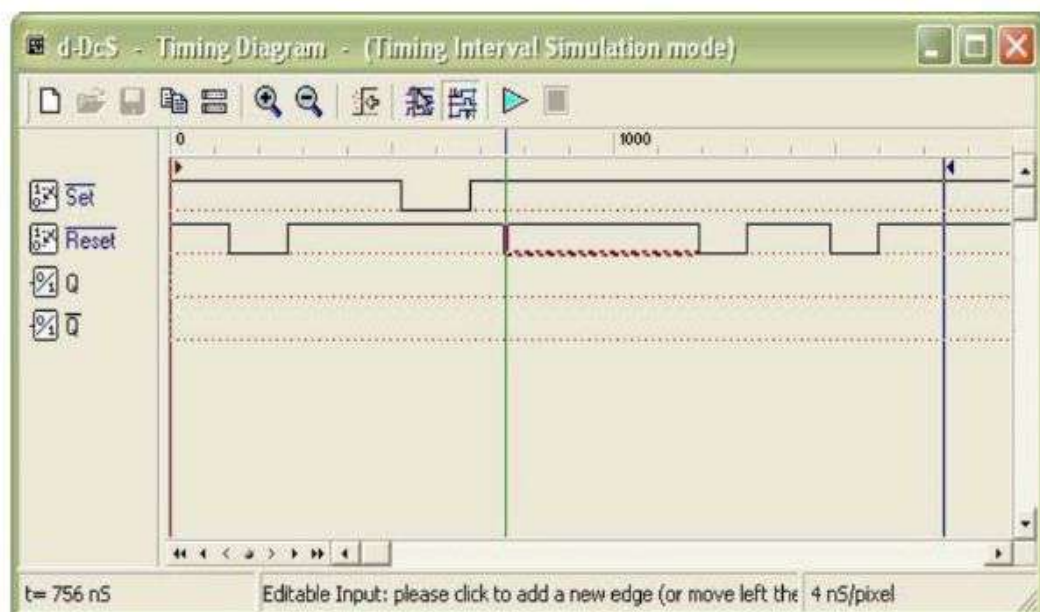 d-DcS - Timing Diagram - (Timing Interval Simulation mode)
0 1000
Set
Reset
Q
Q
t= 756 nS Editable Input: please click to add a new edge (or move left the 4 nS/pixel